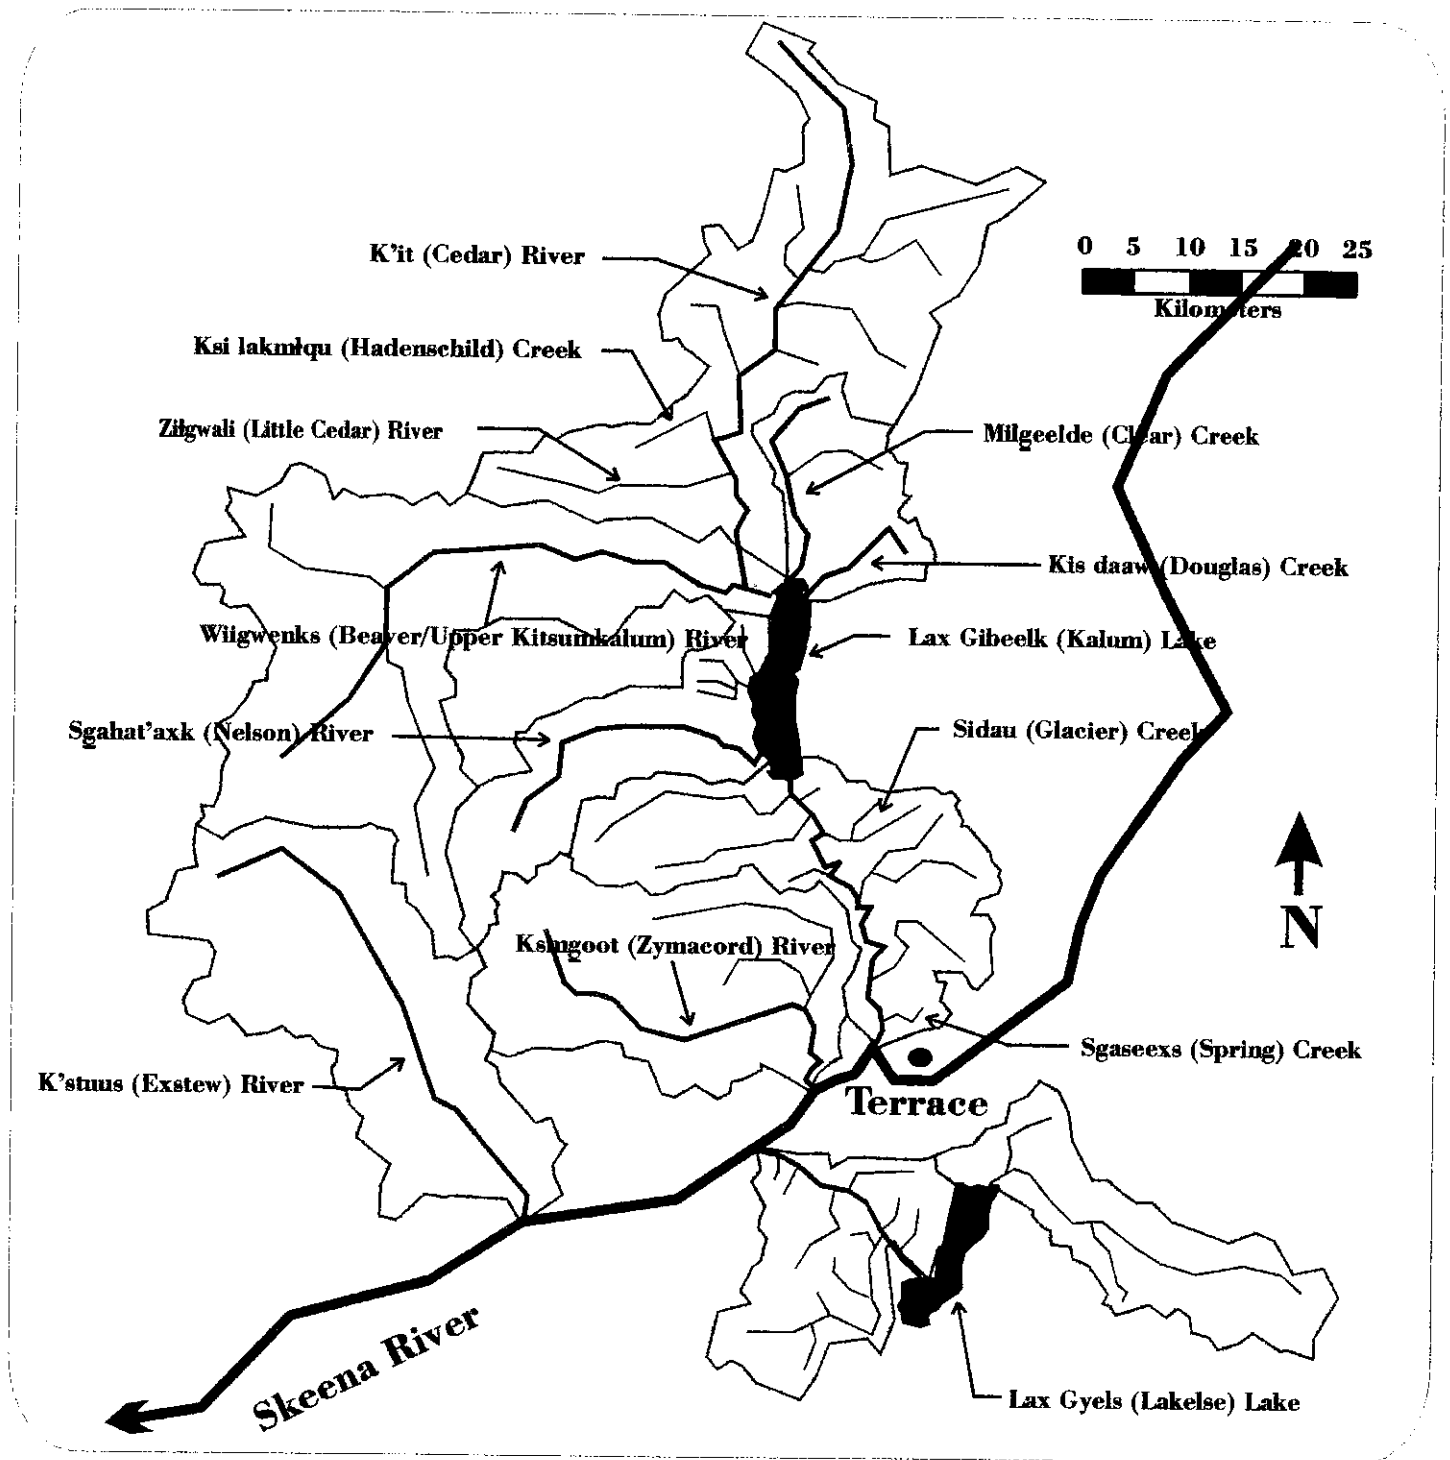 K'it (Cedar) River
0 5 10 15 20 25
Kilometers
Ksi lakmłqu (Hadenschild) Creek
Zilgwali (Little Cedar) River
Milgeelde (Clear) Creek
Kis daaw (Douglas) Creek
Wiigwenks (Beaver/Upper Kitsumkalum) River
Lax Gibeelk (Kalum) Lake
Sgahat'axk (Nelson) River
Sidau (Glacier) Creek
N
Ksmgoot (Zymacord) River
Sgaseexs (Spring) Creek
K'stuus (Exstew) River
Terrace
Skeena River
Lax Gyels (Lakelse) Lake